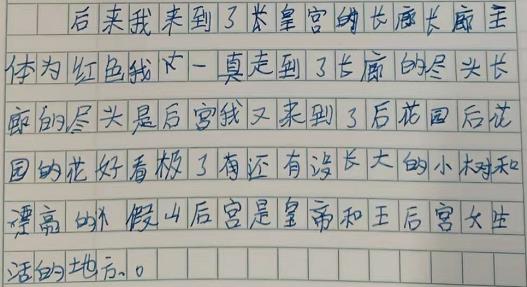 后来我来到了长皇宫的长廊长廊主
体为红色我又一真走到了长廊的尽头长
廊的尽头是后宫我又来到了后花园后花
园的花好看极了有还有没长大的小树和
漂亮的假山后宫是皇帝和王后宫女生
活的地方。